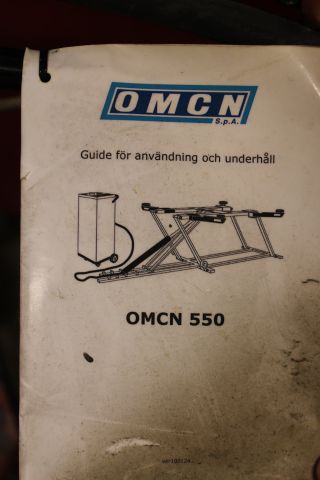 OMCN
S.p.A.
Guide för användning och underhåll
OMCN 550